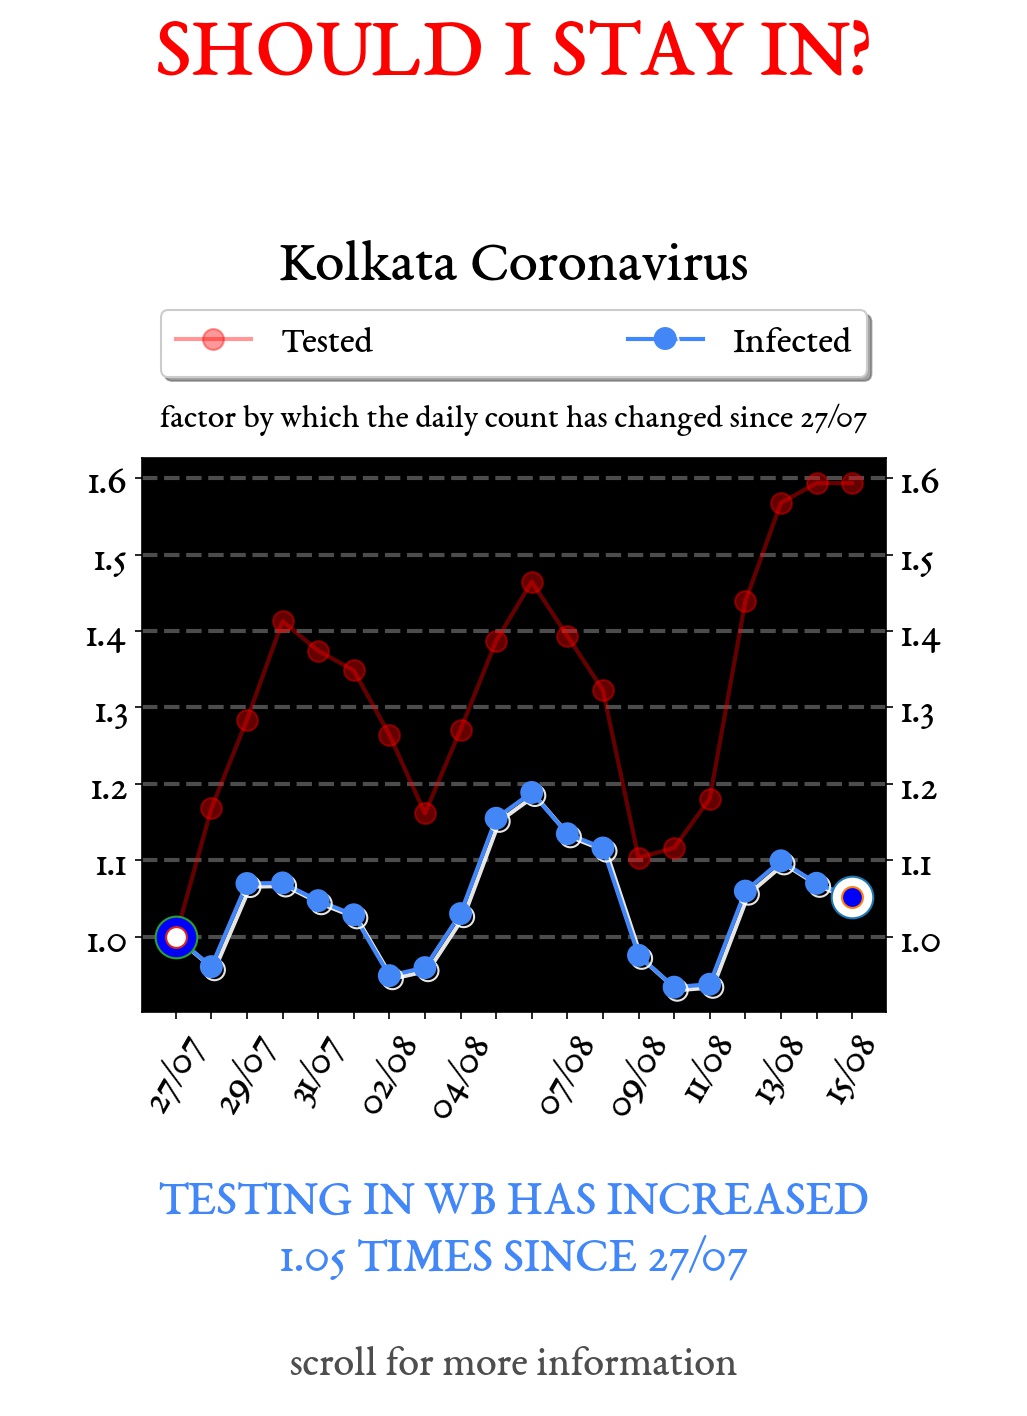 SHOULD I STAY IN?
Kolkata Coronavirus
Tested Infected
factor by which the daily count has changed since 27/07
1.6 1.6
1.5 1.5
1.4 1.4
1.3 1.3
1.2 1.2
1.1 1.1
1.0 1.0
27/07 29/07 31/07 02/08 04/08 07/08 09/08 11/08 13/08 15/08
TESTING IN WB HAS INCREASED
1.05 TIMES SINCE 27/07
scroll for more information